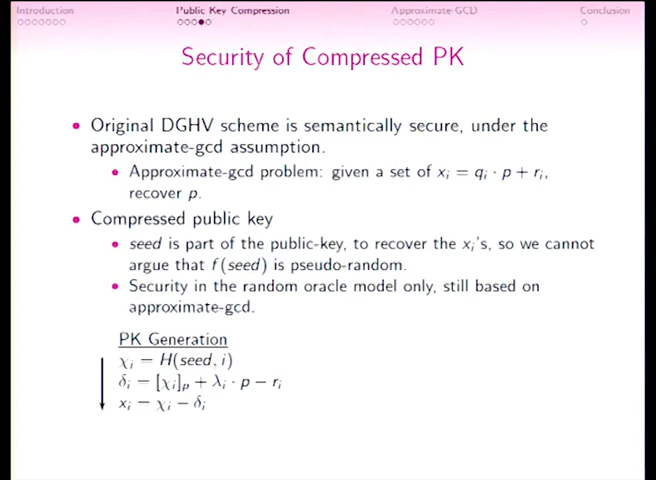 Introduction Public Key Compression Approximate GCD Conclusion
Security of Compressed PK
Original DGHV scheme is semantically secure, under the
approximate-gcd assumption.
Approximate-gcd problem: given a set of xᵢ = qᵢ · p + rᵢ,
recover p.
Compressed public key
seed is part of the public-key, to recover the xᵢ's, so we cannot
argue that f(seed) is pseudo-random.
Security in the random oracle model only, still based on
approximate-gcd.
PK Generation
χᵢ = H(seed, i)
δᵢ = [χᵢ]ₚ + λᵢ · p − rᵢ
xᵢ = χᵢ − δᵢ